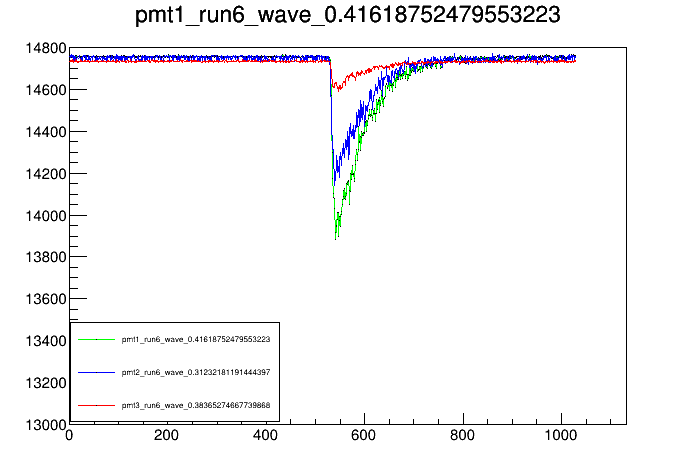 pmt1_run6_wave_0.41618752479553223
14800
14600
14400
14200
14000
13800
13600
13400
13200
13000
pmt1_run6_wave_0.41618752479553223
pmt2_run6_wave_0.31232181191444397
pmt3_run6_wave_0.38365274667739868
0 200 400 600 800 1000